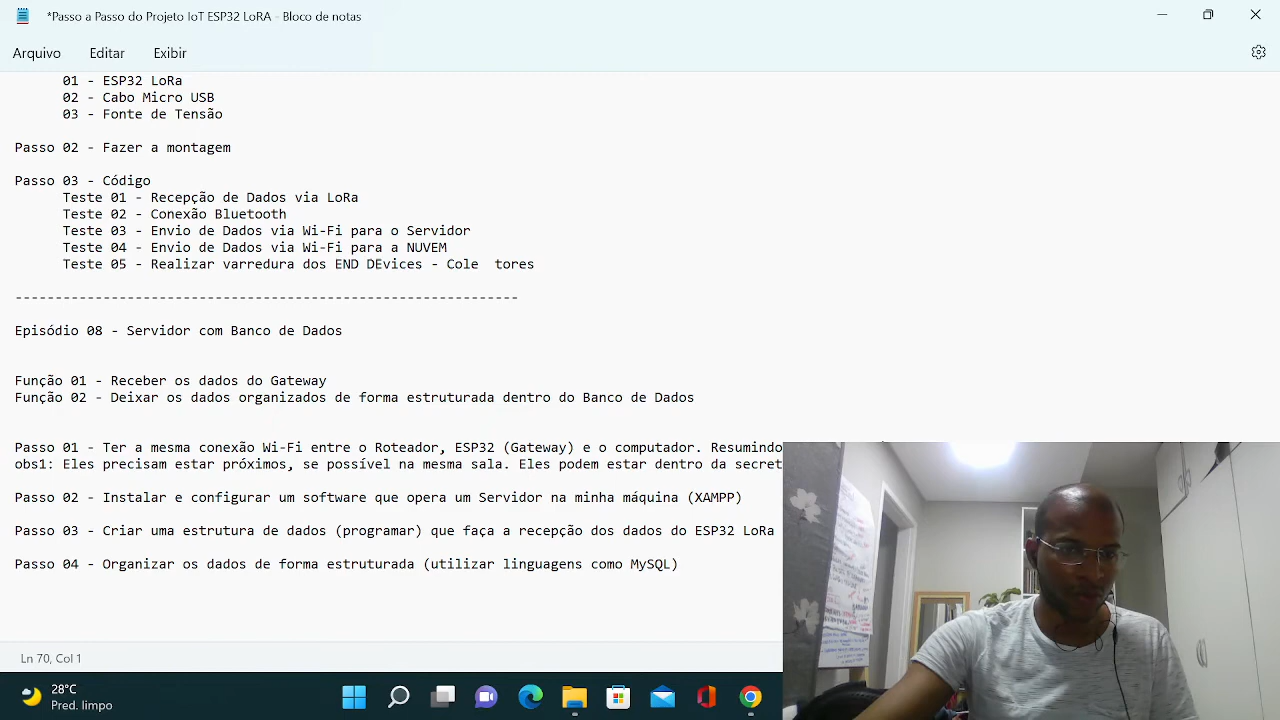 *Passo a Passo do Projeto IoT ESP32 LoRA - Bloco de notas
Arquivo Editar Exibir
01 - ESP32 LoRa
02 - Cabo Micro USB
03 - Fonte de Tensão
Passo 02 - Fazer a montagem
Passo 03 - Código
Teste 01 - Recepção de Dados via LoRa
Teste 02 - Conexão Bluetooth
Teste 03 - Envio de Dados via Wi-Fi para o Servidor
Teste 04 - Envio de Dados via Wi-Fi para a NUVEM
Teste 05 - Realizar varredura dos END DEvices - Cole  tores
---------------------------------------------------------------
Episódio 08 - Servidor com Banco de Dados
Função 01 - Receber os dados do Gateway
Função 02 - Deixar os dados organizados de forma estruturada dentro do Banco de Dados
Passo 01 - Ter a mesma conexão Wi-Fi entre o Roteador, ESP32 (Gateway) e o computador. Resumindo
obs1: Eles precisam estar próximos, se possível na mesma sala. Eles podem estar dentro da secret
Passo 02 - Instalar e configurar um software que opera um Servidor na minha máquina (XAMPP)
Passo 03 - Criar uma estrutura de dados (programar) que faça a recepção dos dados do ESP32 LoRa
Passo 04 - Organizar os dados de forma estruturada (utilizar linguagens como MySQL)
Ln 70, Col 1
28°C
Pred. limpo